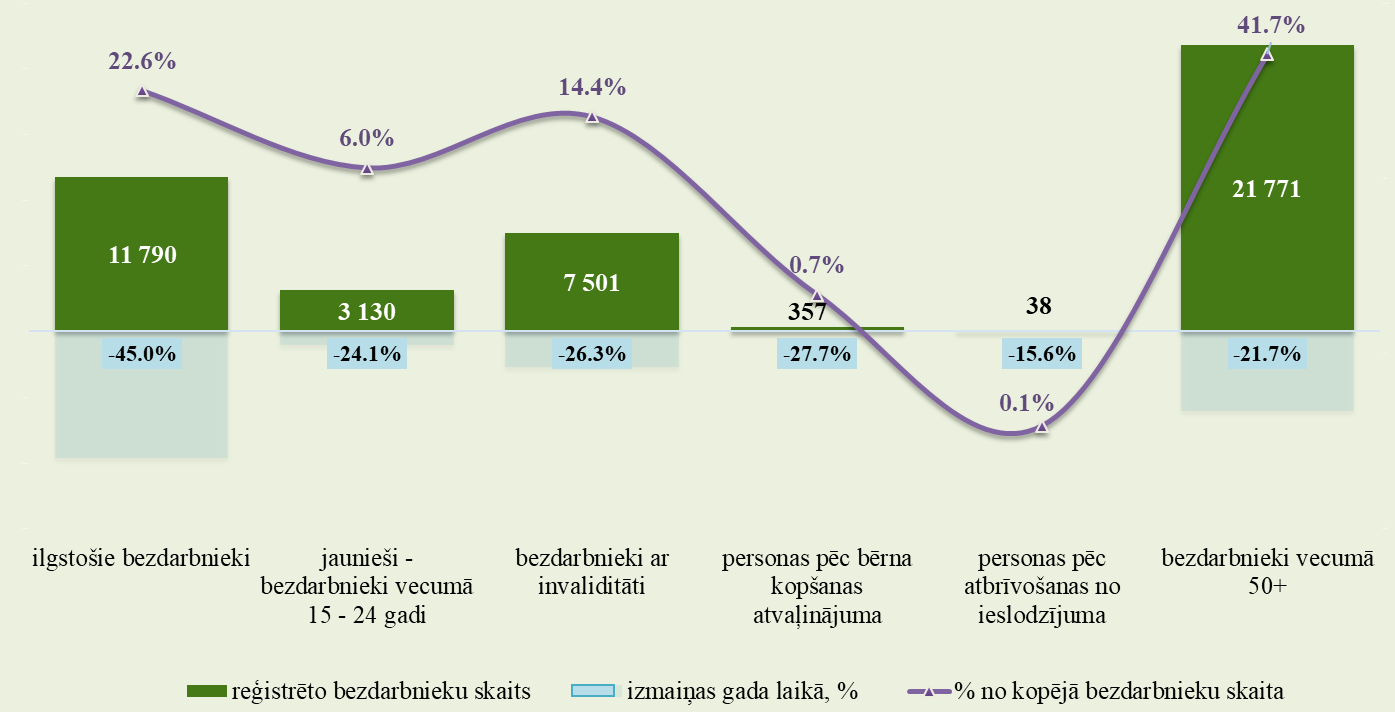 41.7%
22.6%
14.4%
6.0%
21 771
11 790
0.7%
7 501
357
38
3 130
-45.0%
-24.1%
-26.3%
-27.7%
-15.6%
-21.7%
0.1%
ilgstošie bezdarbnieki
jaunieši -
bezdarbnieki vecumā
15 - 24 gadi
bezdarbnieki ar
invaliditāti
personas pēc bērna
kopšanas
atvaļinājuma
personas pēc
atbrīvošanas no
ieslodzījuma
bezdarbnieki vecumā
50+
reģistrēto bezdarbnieku skaits
izmaiņas gada laikā, %
% no kopējā bezdarbnieku skaita